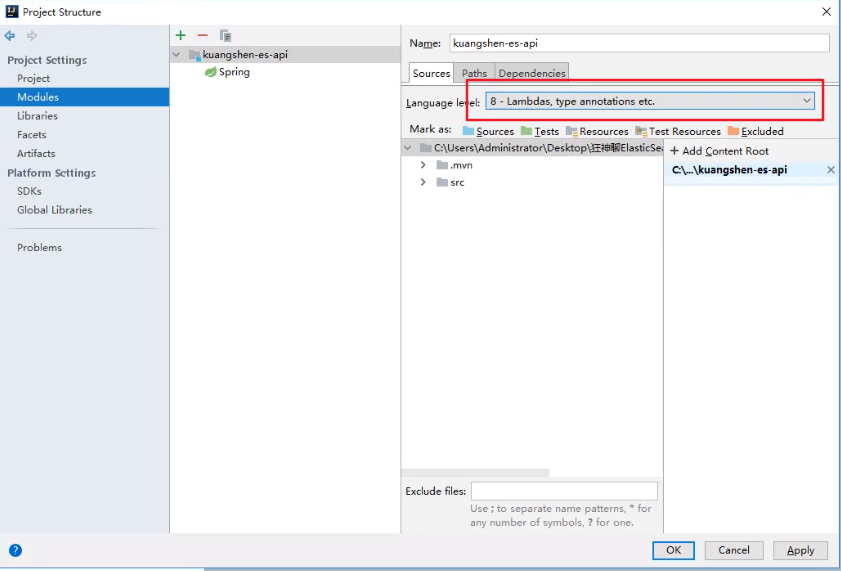 Project Structure
Project Settings
Project
Modules
Libraries
Facets
Artifacts
Platform Settings
SDKs
Global Libraries
Problems
kuangshen-es-api
Spring
Name: kuangshen-es-api
Sources Paths Dependencies
Language level: 8 - Lambdas, type annotations etc.
Mark as: Sources Tests Resources Test Resources Excluded
C:\Users\Administrator\Desktop\狂神聊ElasticSea
.mvn
src
+ Add Content Root
C:\...\kuangshen-es-api
Exclude files:
Use ; to separate name patterns, * for
any number of symbols, ? for one.
?
OK Cancel Apply